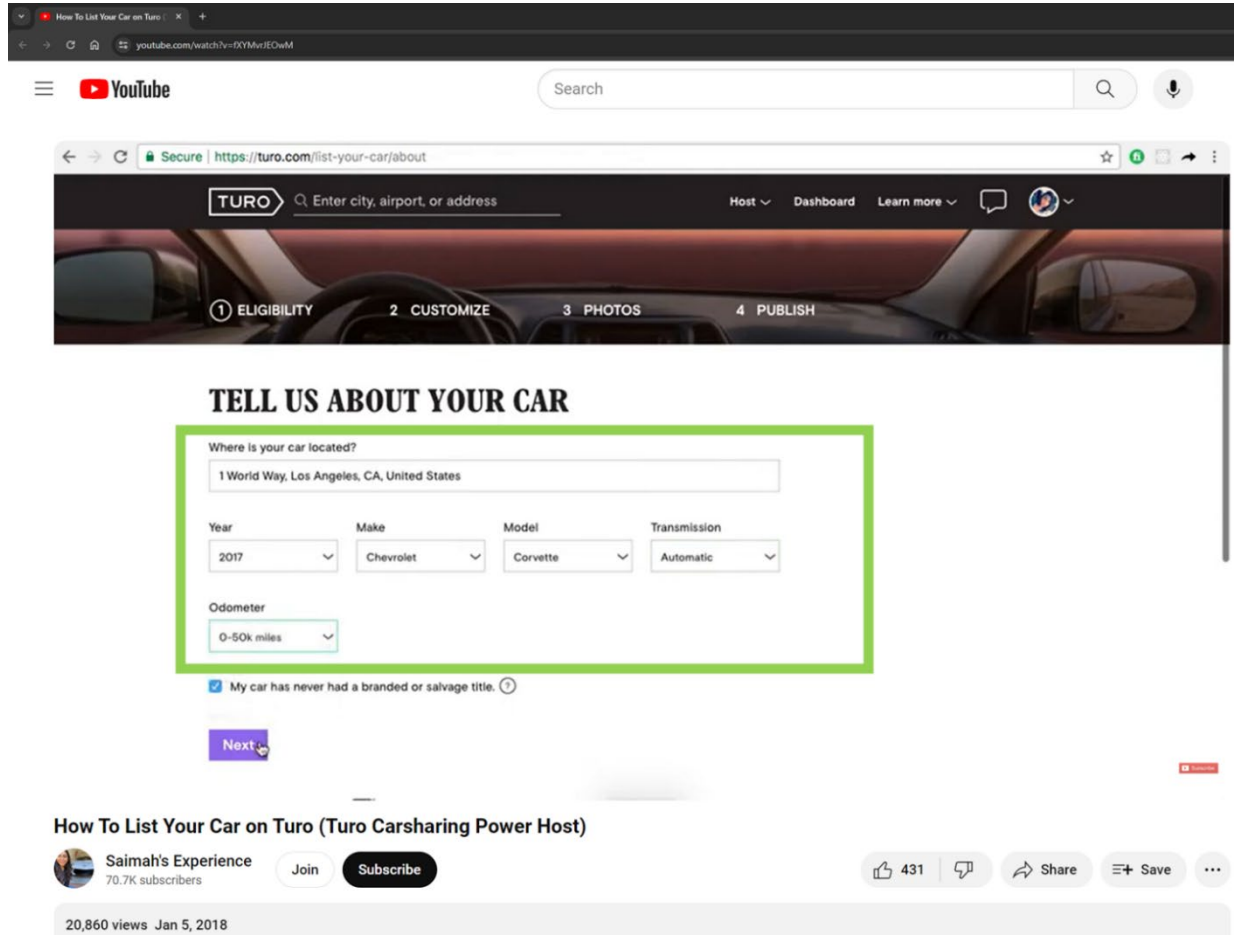 How To List Your Car on Turo (
youtube.com/watch?v=fXYMvrJEOwM
YouTube
Search
Secure | https://turo.com/list-your-car/about
TURO
Enter city, airport, or address
Host
Dashboard
Learn more
1 ELIGIBILITY
2 CUSTOMIZE
3 PHOTOS
4 PUBLISH
TELL US ABOUT YOUR CAR
Where is your car located?
1 World Way, Los Angeles, CA, United States
Year Make Model Transmission
2017 Chevrolet Corvette Automatic
Odometer
0-50k miles
My car has never had a branded or salvage title. ?
Next
Subscribe
How To List Your Car on Turo (Turo Carsharing Power Host)
Saimah's Experience
70.7K subscribers
Join
Subscribe
431
Share
Save
20,860 views Jan 5, 2018